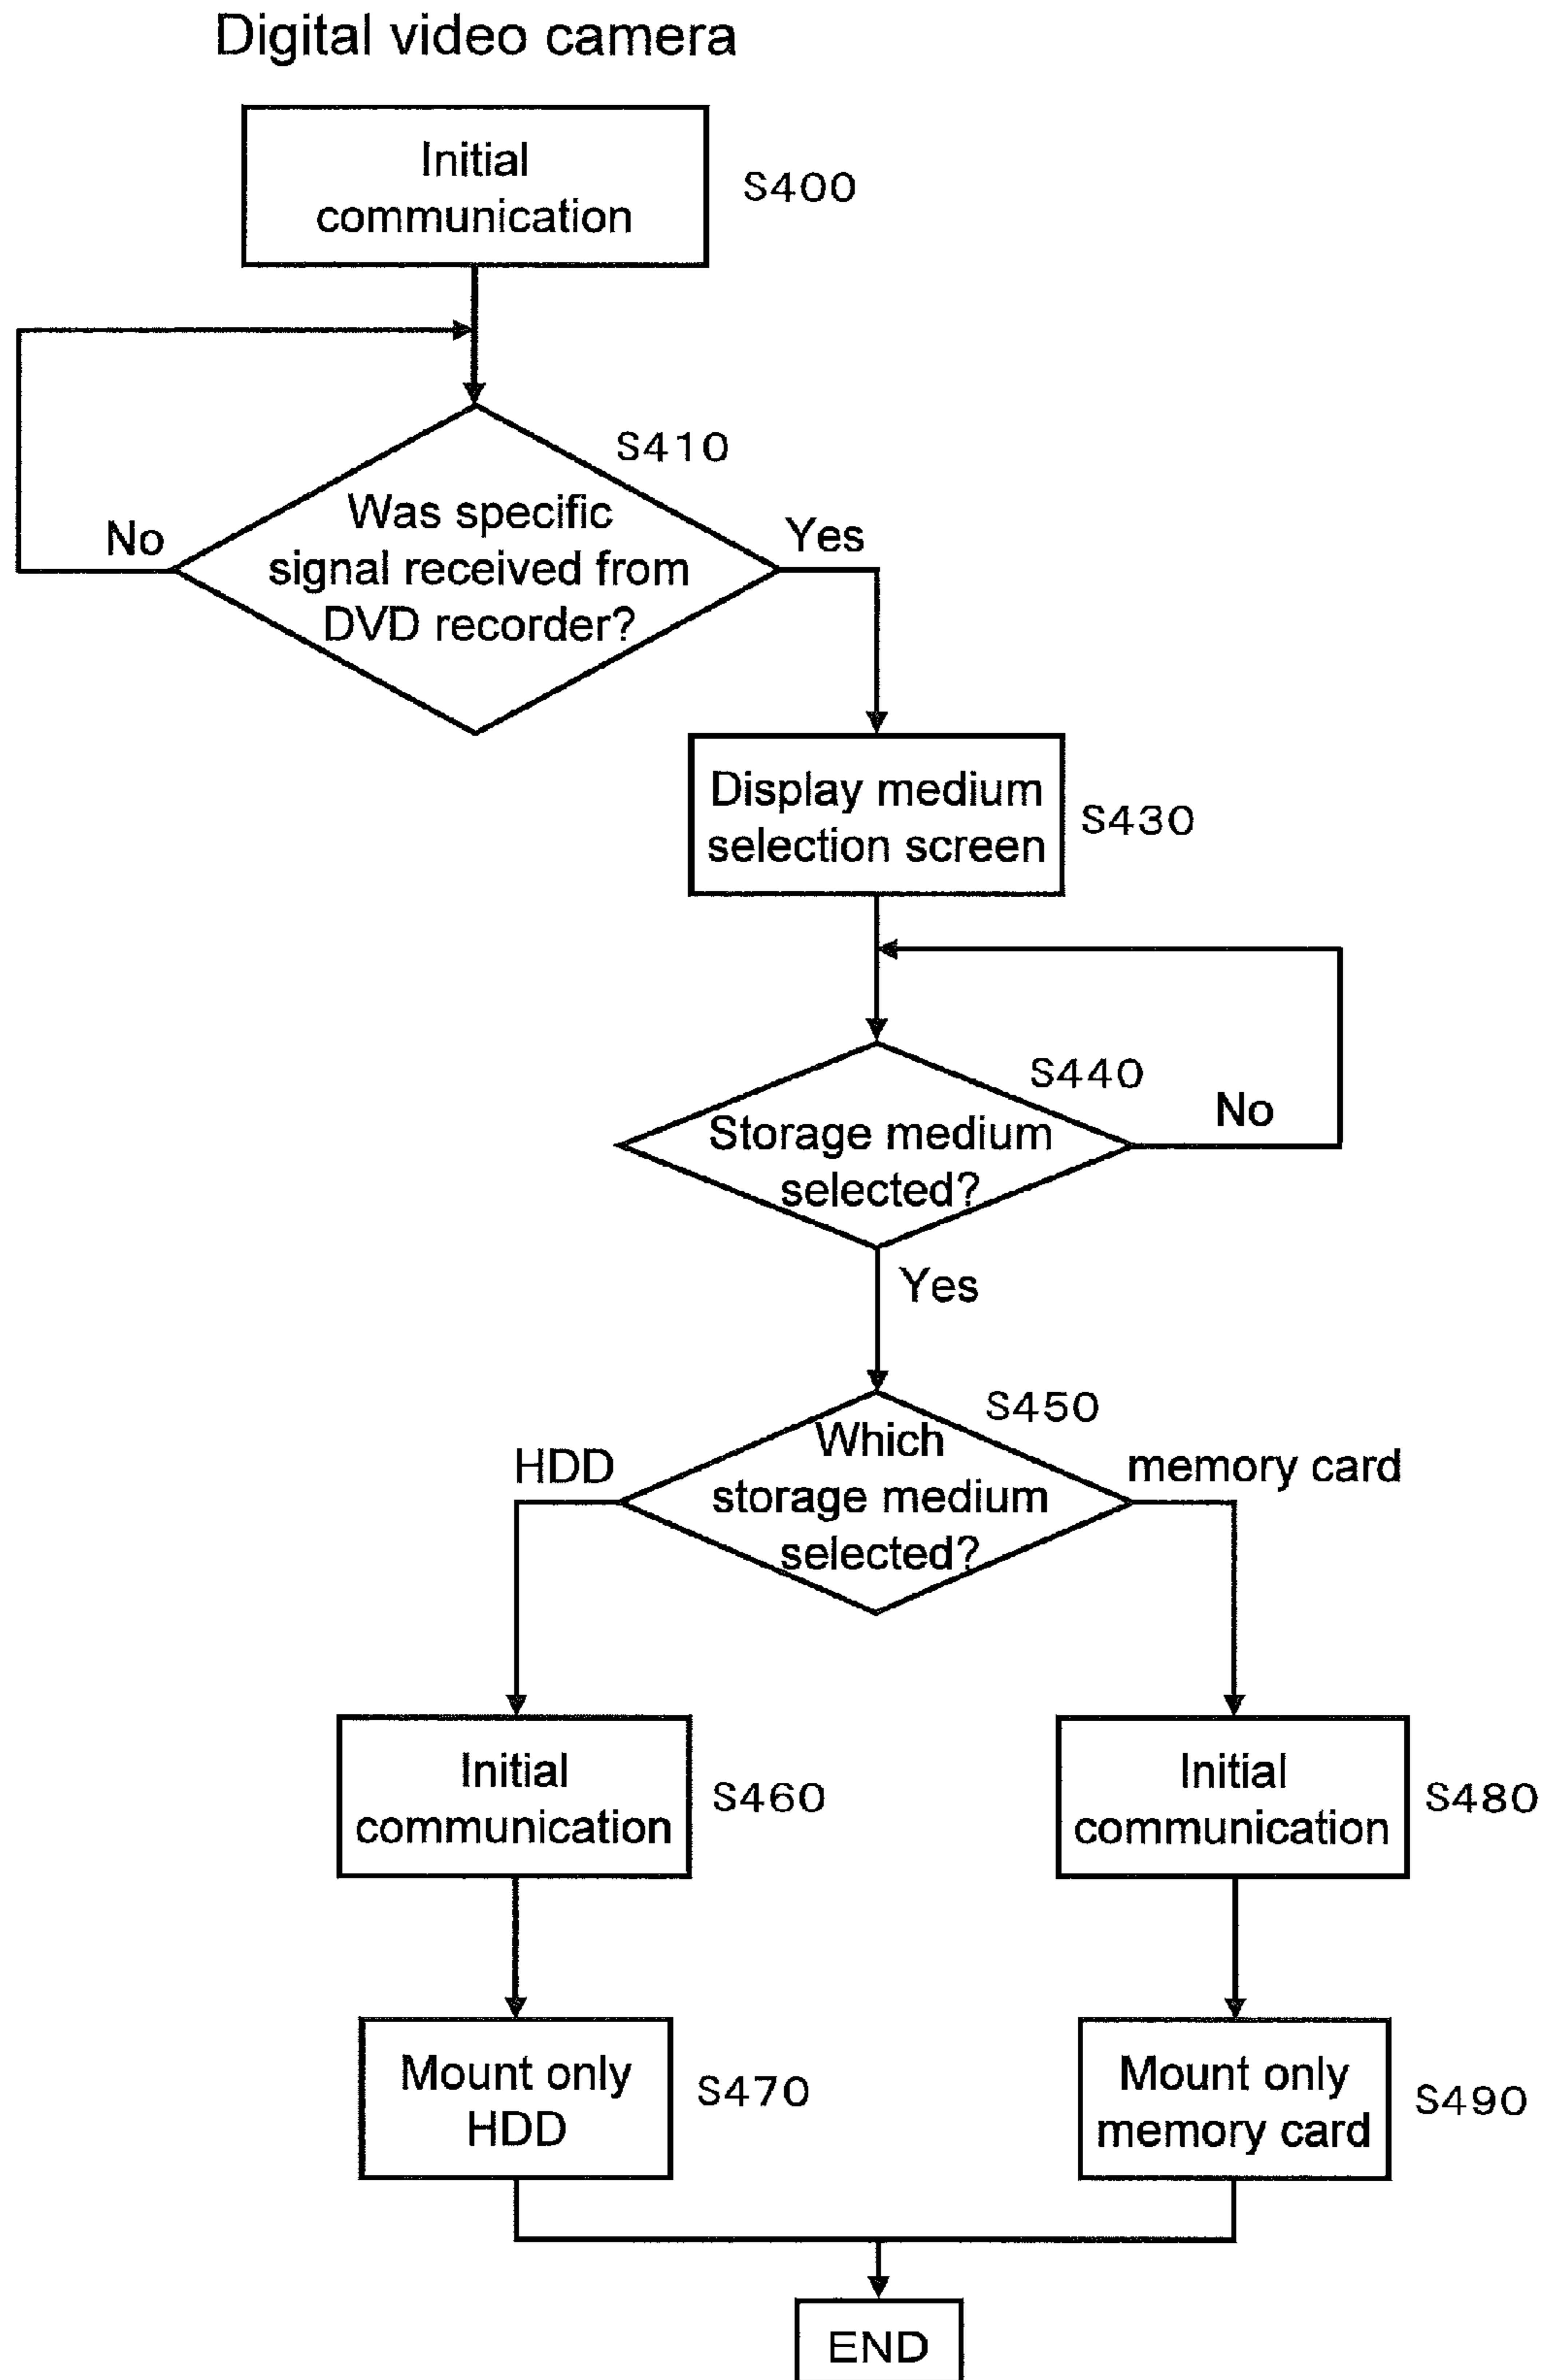 Digital video camera
Initial
communication
S400
S410
Was specific
signal received from
DVD recorder?
No
Yes
Display medium
selection screen
S430
S440
Storage medium
selected?
No
Yes
S450
Which
storage medium
selected?
HDD
memory card
Initial
communication
S460
Initial
communication
S480
Mount only
HDD
S470
Mount only
memory card
S490
END